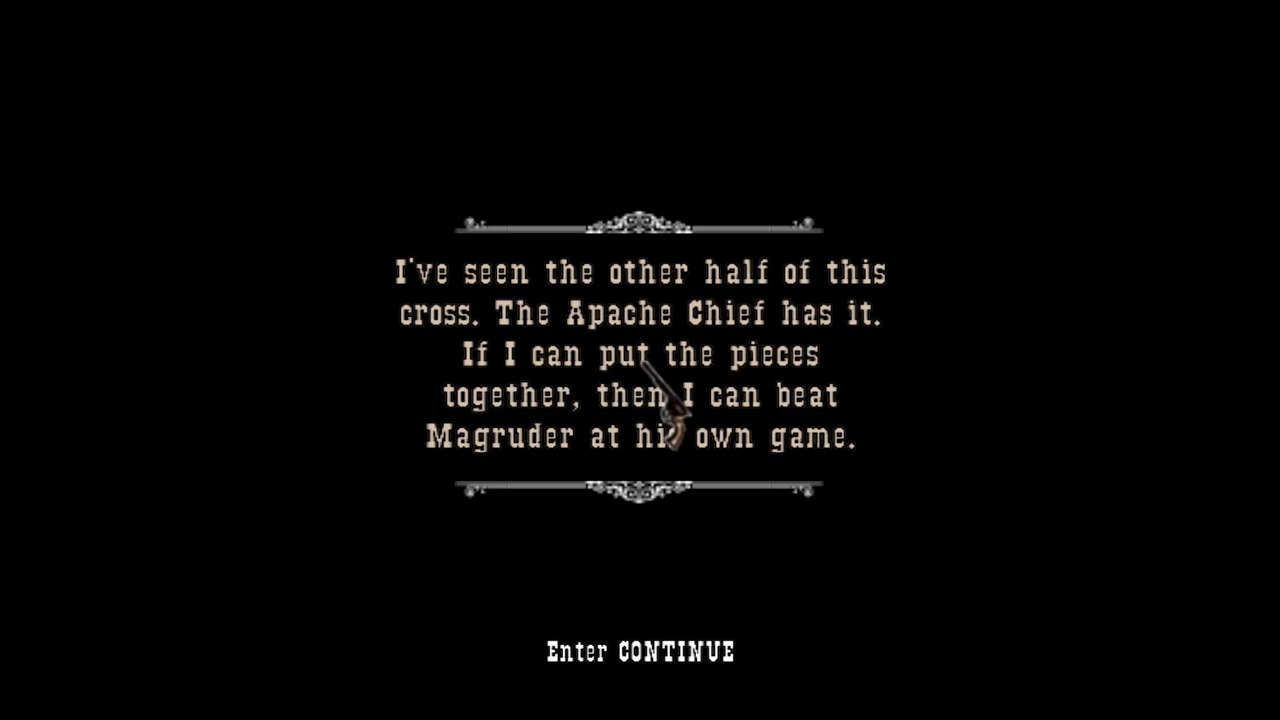 I've seen the other half of this
cross. The Apache Chief has it.
If I can put the pieces
together, then I can beat
Magruder at his own game.
Enter CONTINUE